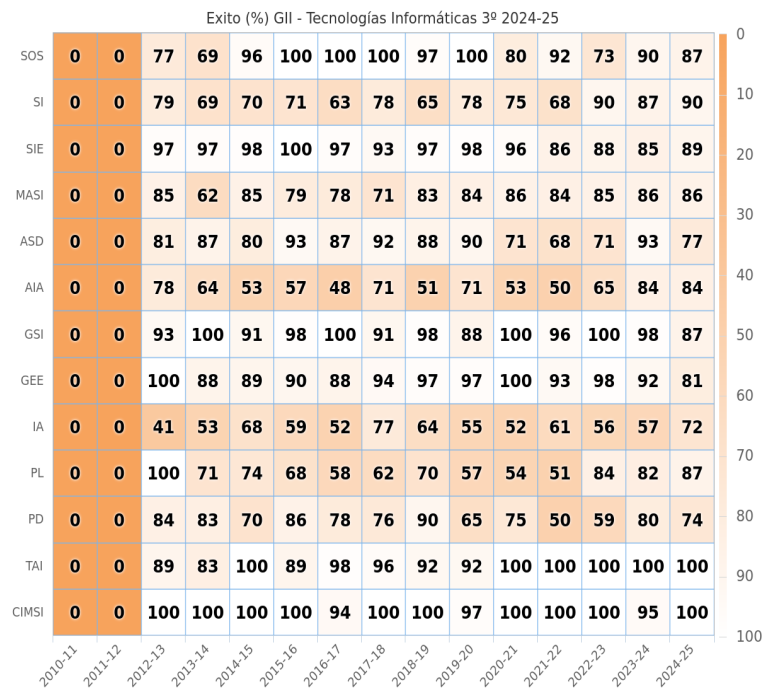 Exito (%) GII - Tecnologías Informáticas 3º 2024-25
SOS 0 0 77 69 96 100 100 100 97 100 80 92 73 90 87
SI 0 0 79 69 70 71 63 78 65 78 75 68 90 87 90
SIE 0 0 97 97 98 100 97 93 97 98 96 86 88 85 89
MASI 0 0 85 62 85 79 78 71 83 84 86 84 85 86 86
ASD 0 0 81 87 80 93 87 92 88 90 71 68 71 93 77
AIA 0 0 78 64 53 57 48 71 51 71 53 50 65 84 84
GSI 0 0 93 100 91 98 100 91 98 88 100 96 100 98 87
GEE 0 0 100 88 89 90 88 94 97 97 100 93 98 92 81
IA 0 0 41 53 68 59 52 77 64 55 52 61 56 57 72
PL 0 0 100 71 74 68 58 62 70 57 54 51 84 82 87
PD 0 0 84 83 70 86 78 76 90 65 75 50 59 80 74
TAI 0 0 89 83 100 89 98 96 92 92 100 100 100 100 100
CIMSI 0 0 100 100 100 100 94 100 100 97 100 100 100 95 100
2010-11 2011-12 2012-13 2013-14 2014-15 2015-16 2016-17 2017-18 2018-19 2019-20 2020-21 2021-22 2022-23 2023-24 2024-25
0
10
20
30
40
50
60
70
80
90
100